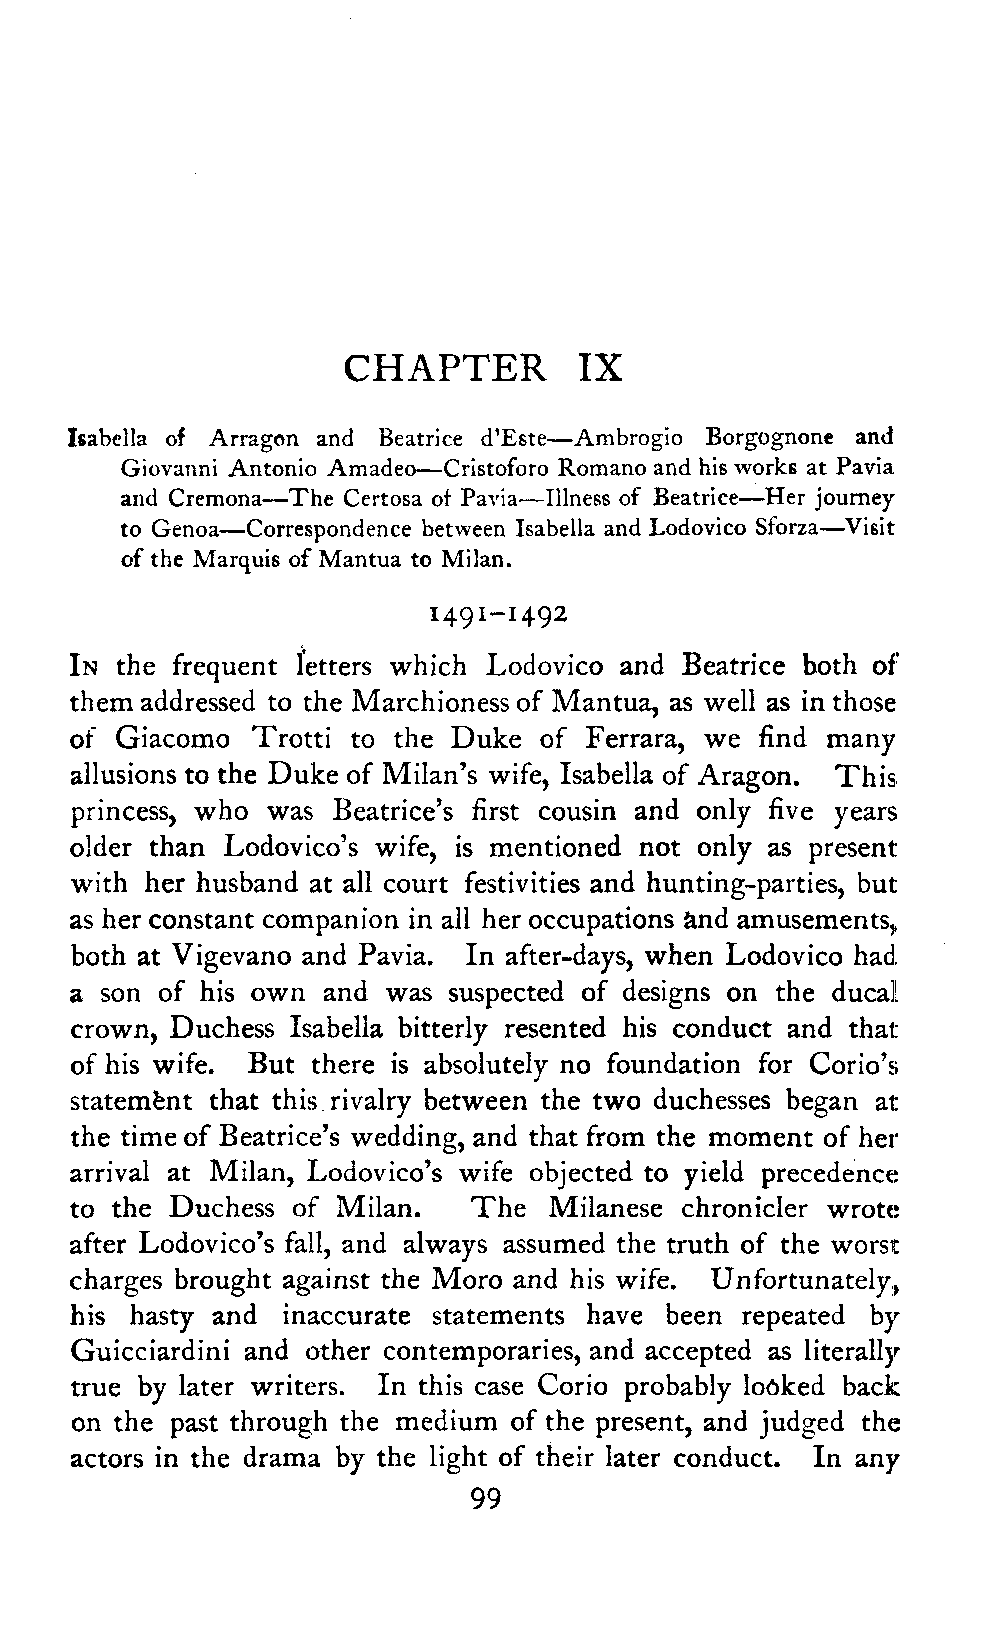 CHAPTER IX
Isabella of Arragon and Beatrice d'Este—Ambrogio Borgognone and
Giovanni Antonio Amadeo—Cristoforo Romano and his works at Pavia
and Cremona—The Certosa of Pavia—Illness of Beatrice—Her journey
to Genoa—Correspondence between Isabella and Lodovico Sforza—Visit
of the Marquis of Mantua to Milan.
1491-1492
In the frequent letters which Lodovico and Beatrice both of
them addressed to the Marchioness of Mantua, as well as in those
of Giacomo Trotti to the Duke of Ferrara, we find many
allusions to the Duke of Milan's wife, Isabella of Aragon. This
princess, who was Beatrice's first cousin and only five years
older than Lodovico's wife, is mentioned not only as present
with her husband at all court festivities and hunting-parties, but
as her constant companion in all her occupations and amusements,
both at Vigevano and Pavia. In after-days, when Lodovico had
a son of his own and was suspected of designs on the ducal
crown, Duchess Isabella bitterly resented his conduct and that
of his wife. But there is absolutely no foundation for Corio's
statement that this rivalry between the two duchesses began at
the time of Beatrice's wedding, and that from the moment of her
arrival at Milan, Lodovico's wife objected to yield precedence
to the Duchess of Milan. The Milanese chronicler wrote
after Lodovico's fall, and always assumed the truth of the worst
charges brought against the Moro and his wife. Unfortunately,
his hasty and inaccurate statements have been repeated by
Guicciardini and other contemporaries, and accepted as literally
true by later writers. In this case Corio probably looked back
on the past through the medium of the present, and judged the
actors in the drama by the light of their later conduct. In any
99